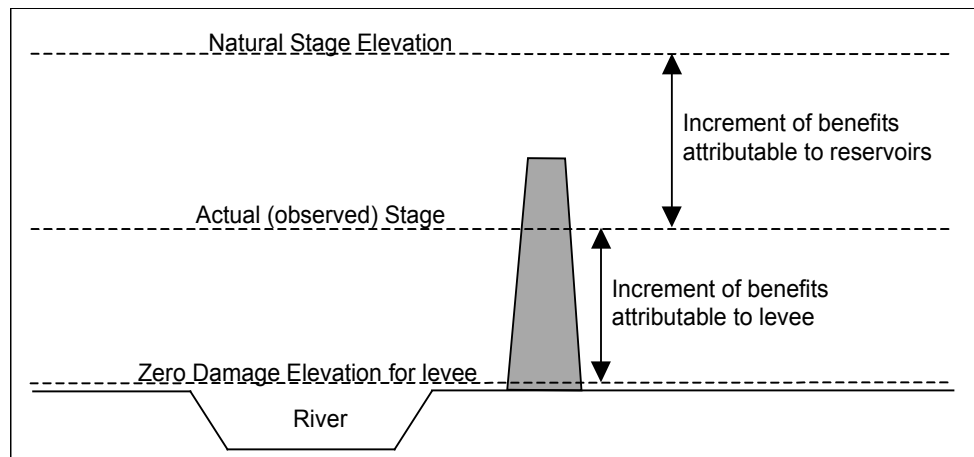 Natural Stage Elevation
Increment of benefits
attributable to reservoirs
Actual (observed) Stage
Increment of benefits
attributable to levee
Zero Damage Elevation for levee
River